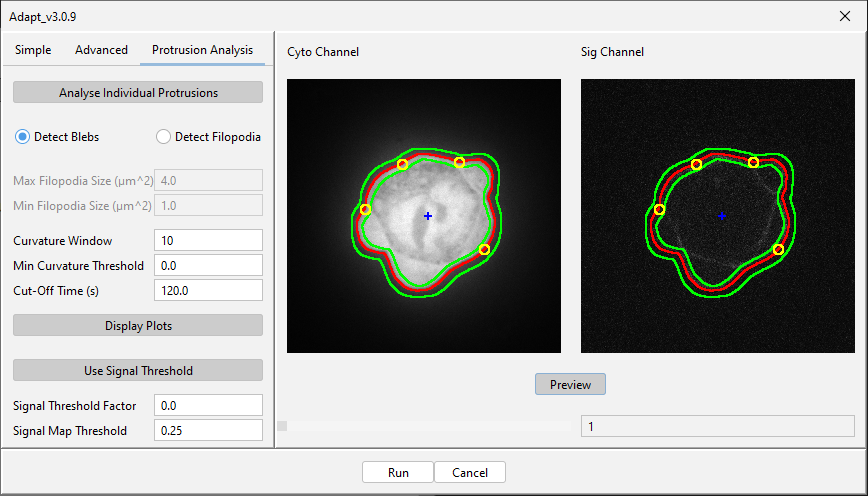 Adapt_v3.0.9
Simple Advanced Protrusion Analysis
Cyto Channel Sig Channel
Analyse Individual Protrusions
Detect Blebs Detect Filopodia
Max Filopodia Size (µm^2) 4.0
Min Filopodia Size (µm^2) 1.0
Curvature Window 10
Min Curvature Threshold 0.0
Cut-Off Time (s) 120.0
Display Plots
Use Signal Threshold
Signal Threshold Factor 0.0
Signal Map Threshold 0.25
Preview
1
Run Cancel